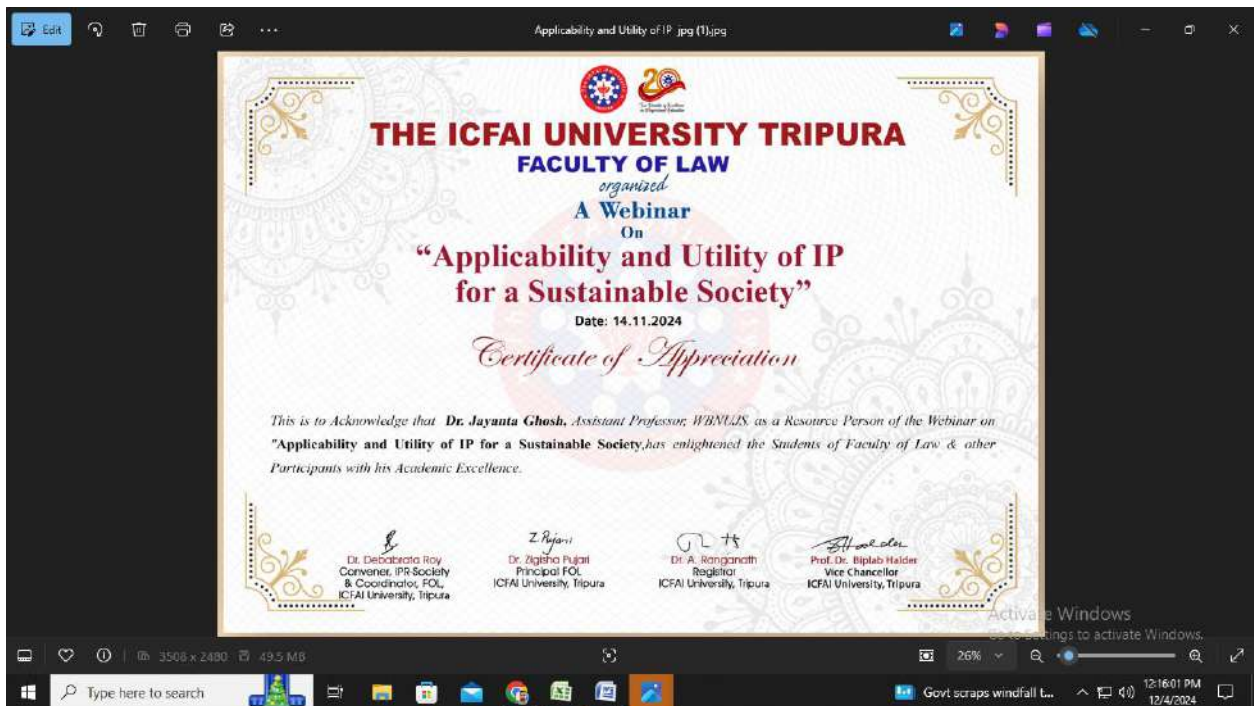 Edit
Applicability and Utility of IP jpg (1).jpg
20
THE ICFAI UNIVERSITY TRIPURA
FACULTY OF LAW
organized
A Webinar
On
“Applicability and Utility of IP
for a Sustainable Society”
Date: 14.11.2024
Certificate of Appreciation
This is to Acknowledge that Dr. Jayanta Ghosh, Assistant Professor, WBNUJS, as a Resource Person of the Webinar on
"Applicability and Utility of IP for a Sustainable Society,has enlightened the Students of Faculty of Law & other
Participants with his Academic Excellence.
Dr. Debabrata Roy
Convener, IPR-Society
& Coordinator, FOL,
ICFAI University, Tripura
Z. Pujari
Dr. Zigisha Pujari
Principal FOL
ICFAI University, Tripura
Dr. A. Ranganath
Registrar
ICFAI University, Tripura
BHalder
Prof. Dr. Biplab Halder
Vice Chancellor
ICFAI University, Tripura
Activate Windows
Go to Settings to activate Windows.
3508 x 2480
49.5 MB
26%
Type here to search
Govt scraps windfall t...
12:16:01 PM
12/4/2024